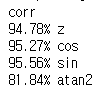 corr
94.78% z
95.27% cos
95.56% sin
81.84% atan2